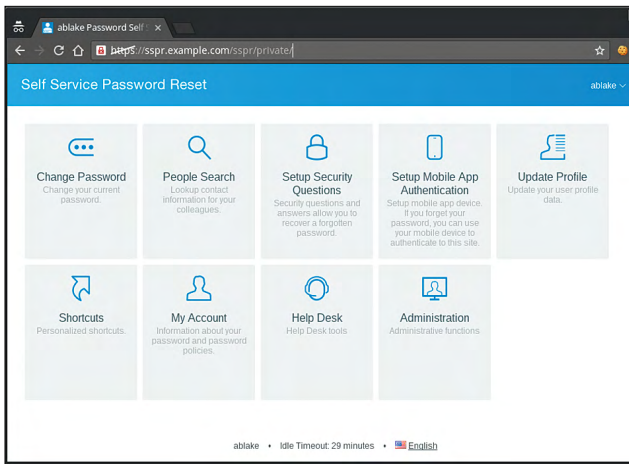 ablake Password Self S
https://sspr.example.com/sspr/private/
Self Service Password Reset
ablake
Change Password
Change your current
password.
People Search
Lookup contact
information for your
colleagues.
Setup Security
Questions
Security questions and
answers allow you to
recover a forgotten
password.
Setup Mobile App
Authentication
Setup mobile app device.
If you forget your
password, you can use
your mobile device to
authenticate to this site.
Update Profile
Update your user profile
data.
Shortcuts
Personalized shortcuts.
My Account
Information about your
password and password
policies.
Help Desk
Help Desk tools
Administration
Administrative functions
ablake • Idle Timeout: 29 minutes • English